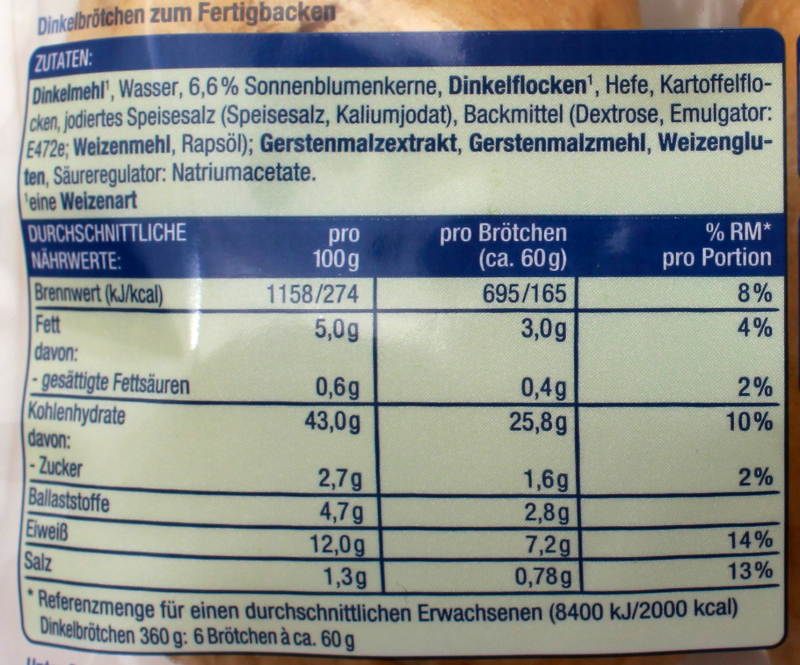 Dinkelbrötchen zum Fertigbacken
ZUTATEN:
Dinkelmehl¹, Wasser, 6,6% Sonnenblumenkerne, Dinkelflocken¹, Hefe, Kartoffelflo-
cken, jodiertes Speisesalz (Speisesalz, Kaliumjodat), Backmittel (Dextrose, Emulgator:
E472e; Weizenmehl, Rapsöl); Gerstenmalzextrakt, Gerstenmalzmehl, Weizenglu-
ten, Säureregulator: Natriumacetate.
¹eine Weizenart
DURCHSCHNITTLICHE pro pro Brötchen % RM*
NÄHRWERTE: 100g (ca. 60g) pro Portion
Brennwert (kJ/kcal) 1158/274 695/165 8%
Fett 5,0g 3,0g 4%
davon:
- gesättigte Fettsäuren 0,6g 0,4g 2%
Kohlenhydrate 43,0g 25,8g 10%
davon:
- Zucker 2,7g 1,6g 2%
Ballaststoffe 4,7g 2,8g
Eiweiß 12,0g 7,2g 14%
Salz 1,3g 0,78g 13%
* Referenzmenge für einen durchschnittlichen Erwachsenen (8400 kJ/2000 kcal)
Dinkelbrötchen 360 g: 6 Brötchen à ca. 60 g